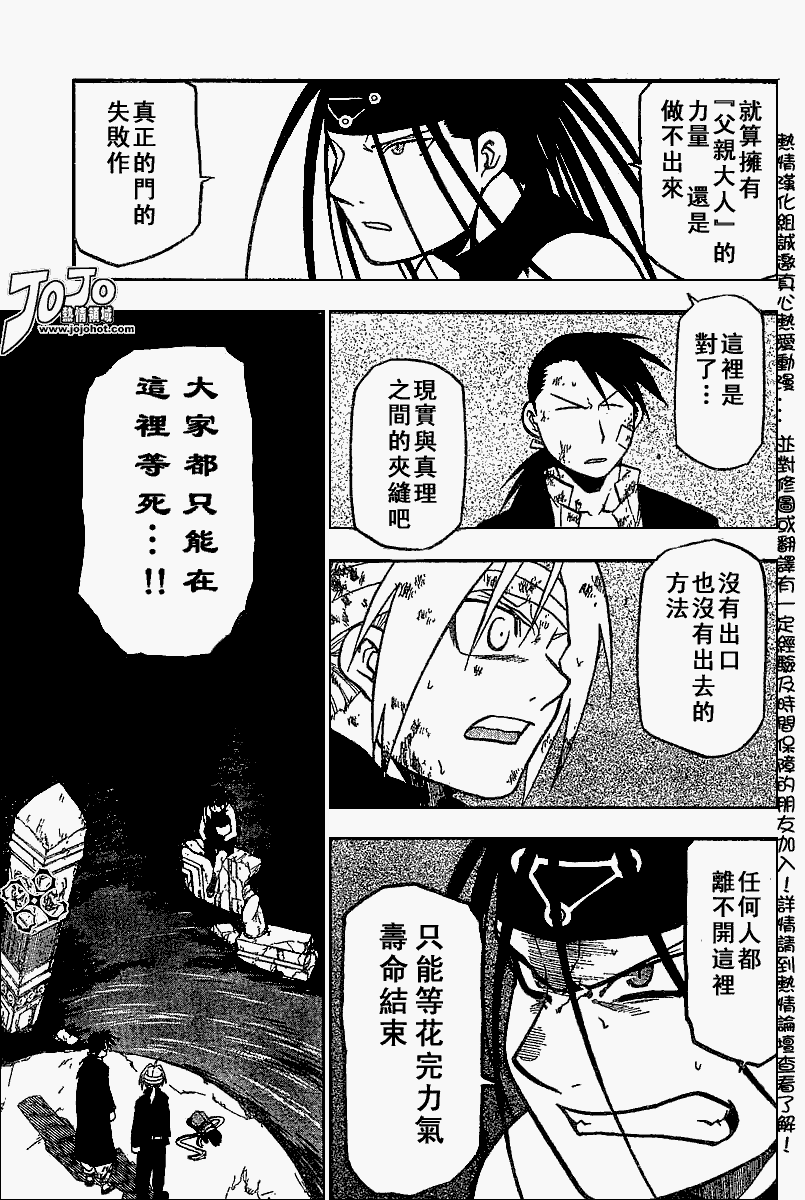 就算擁有
『父親大人』的
力量 還是
做不出來
真正的門的
失敗作
這裡是
對了…
現實與真理
之間的夾縫吧
沒有出口
也沒有出去的
方法
任何人都
離不開這裡
只能等花完力氣
壽命結束
大家都只能在
這裡等死…!!
JOJO
熱情領域
www.jojohot.com
熱情漢化組誠邀真心熱愛動漫…並對修圖或翻譯有一定經驗及時間保障的朋友加入！詳情請到熱情論壇查看了解！